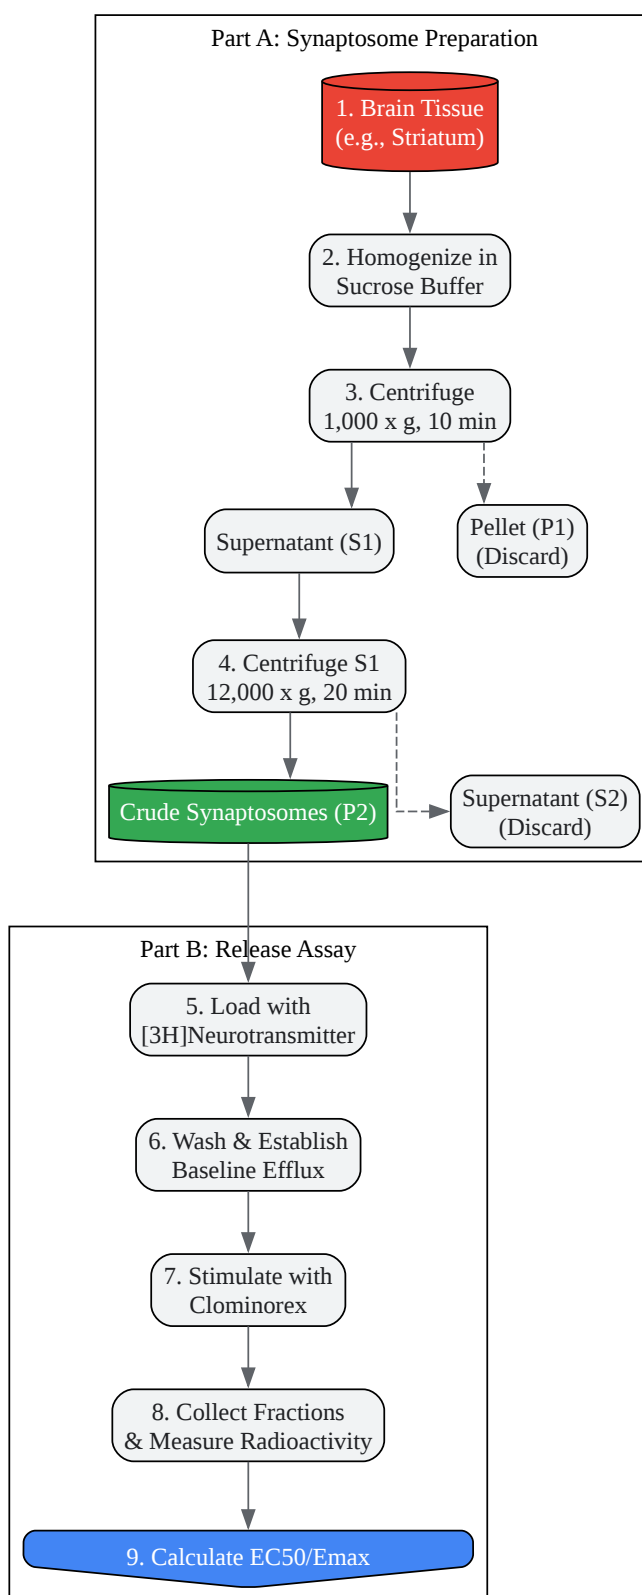 Part A: Synaptosome Preparation
1. Brain Tissue
(e.g., Striatum)
2. Homogenize in
Sucrose Buffer
3. Centrifuge
1,000 x g, 10 min
Supernatant (S1)
Pellet (P1)
(Discard)
4. Centrifuge S1
12,000 x g, 20 min
Crude Synaptosomes (P2)
Supernatant (S2)
(Discard)
Part B: Release Assay
5. Load with
[3H]Neurotransmitter
6. Wash & Establish
Baseline Efflux
7. Stimulate with
Clominorex
8. Collect Fractions
& Measure Radioactivity
9. Calculate EC50/Emax